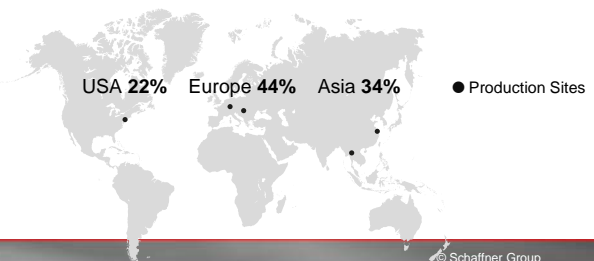 USA 22% Europe 44% Asia 34% ● Production Sites
© Schaffner Group